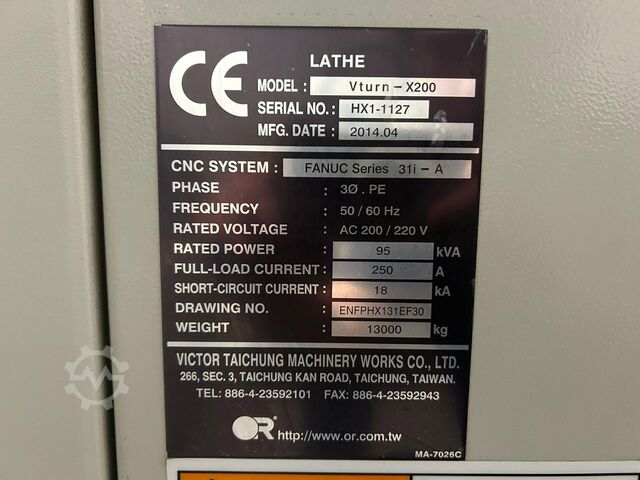 CE
LATHE
MODEL : Vturn-X200
SERIAL NO. : HX1-1127
MFG. DATE : 2014.04
CNC SYSTEM : FANUC Series 31i-A
PHASE : 3Ø . PE
FREQUENCY : 50 / 60 Hz
RATED VOLTAGE : AC 200 / 220 V
RATED POWER : 95 kVA
FULL-LOAD CURRENT : 250 A
SHORT-CIRCUIT CURRENT : 18 kA
DRAWING NO. : ENFPHX131EF30
WEIGHT : 13000 kg
VICTOR TAICHUNG MACHINERY WORKS CO., LTD.
266, SEC. 3, TAICHUNG KAN ROAD, TAICHUNG, TAIWAN.
TEL: 886-4-23592101 FAX: 886-4-23592943
OR® http://www.or.com.tw
MA-7026C